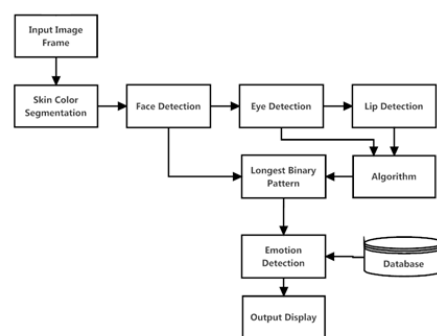 Input Image
Frame
Skin Color
Segmentation
Face Detection
Eye Detection
Lip Detection
Longest Binary
Pattern
Algorithm
Emotion
Detection
Database
Output Display